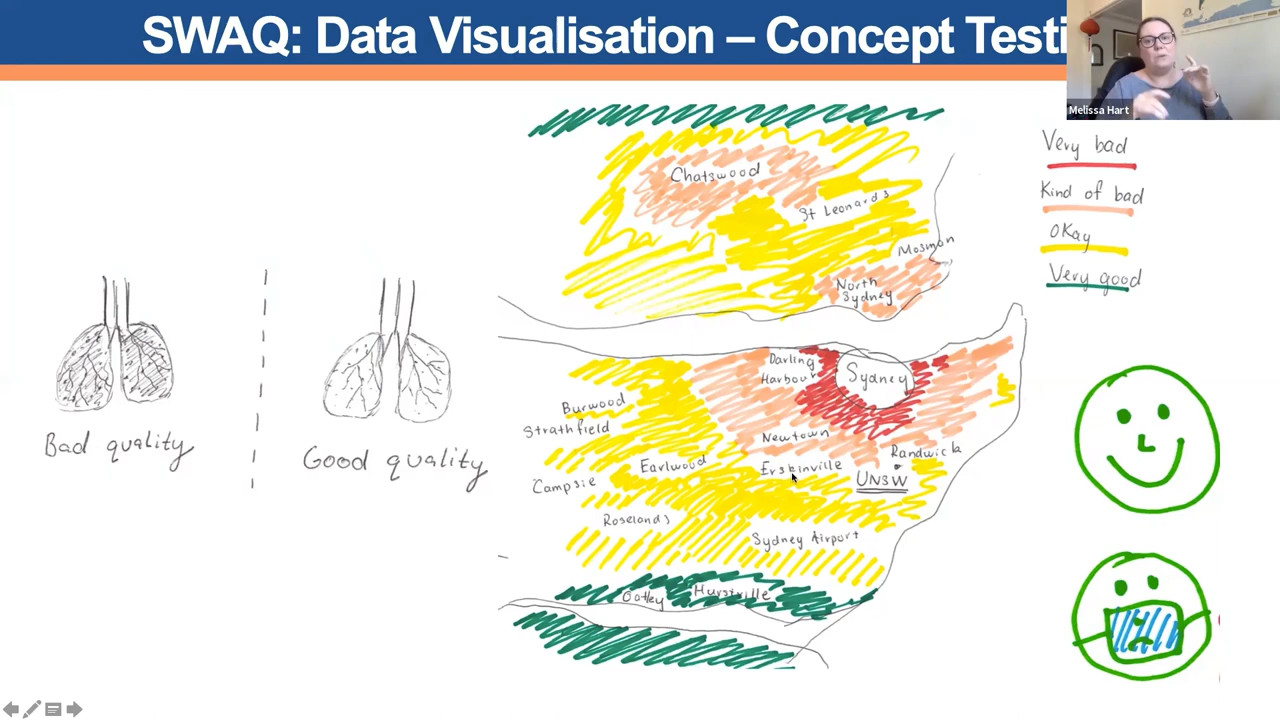 SWAQ: Data Visualisation – Concept Testi
Melissa Hart
Very bad
Kind of bad
Okay
Very good
Chatswood
St Leonards
Mosman
North
Sydney
Darling
Harbour
Sydney
Burwood
Strathfield
Newtown
Randwick
Earlwood
Erskinville
UNSW
Campsie
Roselands
Sydney Airport
Oatley
Hurstville
Bad quality
Good quality